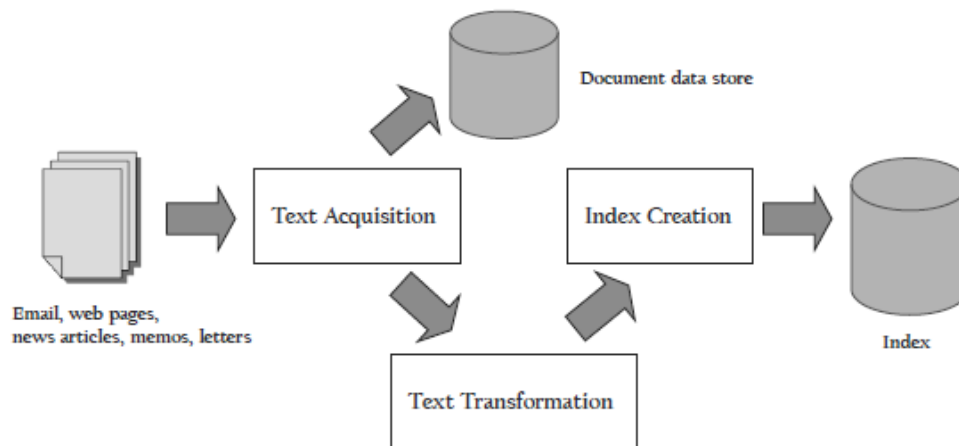 Document data store
Text Acquisition
Index Creation
Email, web pages,
news articles, memos, letters
Index
Text Transformation